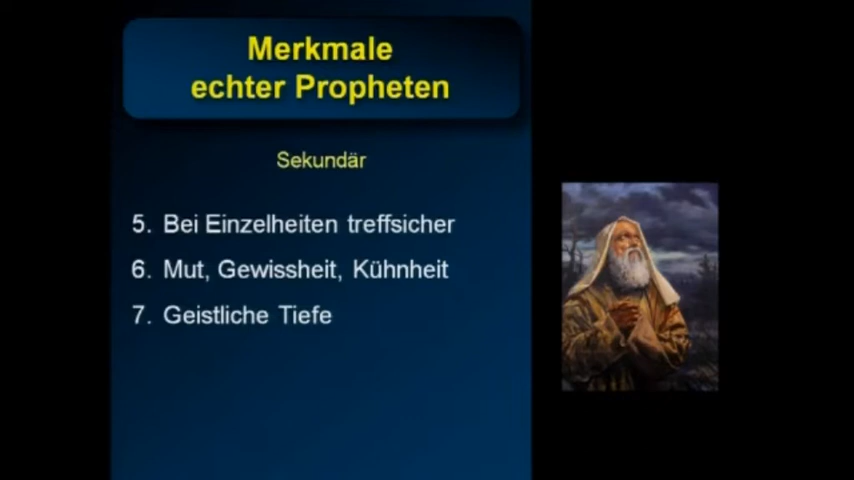 Merkmale
echter Propheten
Sekundär
5. Bei Einzelheiten treffsicher
6. Mut, Gewissheit, Kühnheit
7. Geistliche Tiefe